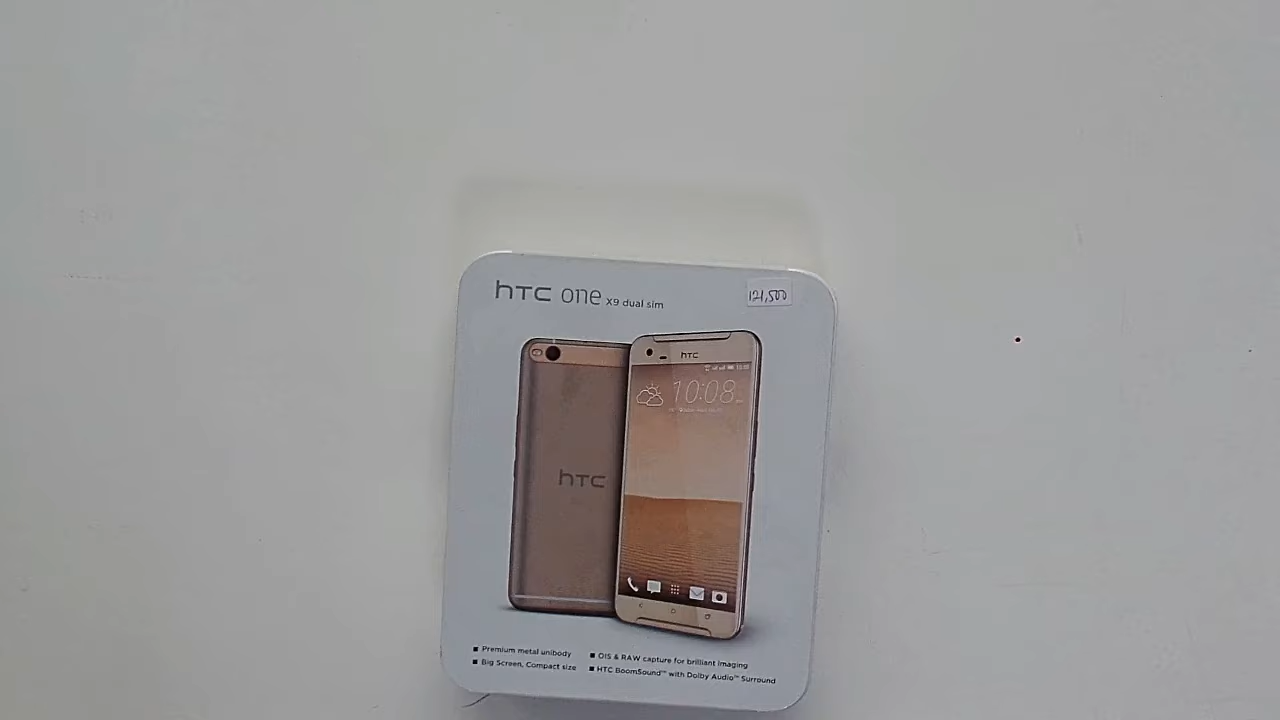 hTC one X9 dual sim
121,500
hTC
10:08
hTC
■ Premium metal unibody
■ Big Screen, Compact size
■ OIS & RAW capture for brilliant imaging
■ HTC BoomSound™ with Dolby Audio™ Surround